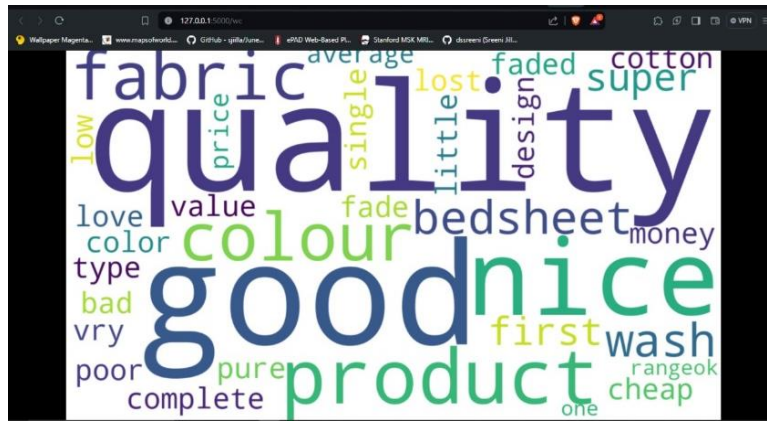 127.0.0.1:5000/wc
VPN
Wallpaper Magenta... www.mapsofworld.... GitHub - sjiilla/June... ePAD Web-Based Pl... Stanford MSK MRI... dssreeni (Sreeni Jil...
average
cotton
fabric
lost
faded
super
quality
low
price
single
little
design
love
value
fade
bedsheet
color
colour
money
type
good
nice
bad
first
wash
vry
poor
pure
product
rangeok
cheap
complete
one